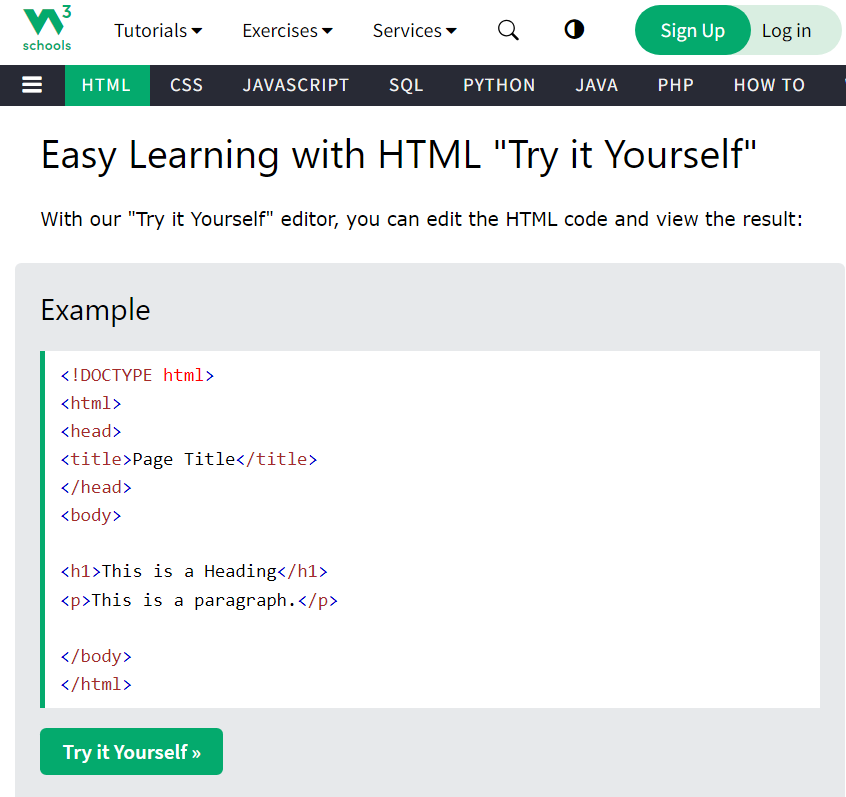 3
schools
Tutorials
Exercises
Services
Sign Up
Log in
HTML
CSS
JAVASCRIPT
SQL
PYTHON
JAVA
PHP
HOW TO
Easy Learning with HTML "Try it Yourself"
With our "Try it Yourself" editor, you can edit the HTML code and view the result:
Example
<!DOCTYPE html>
<html>
<head>
<title>Page Title</title>
</head>
<body>
<h1>This is a Heading</h1>
<p>This is a paragraph.</p>
</body>
</html>
Try it Yourself »